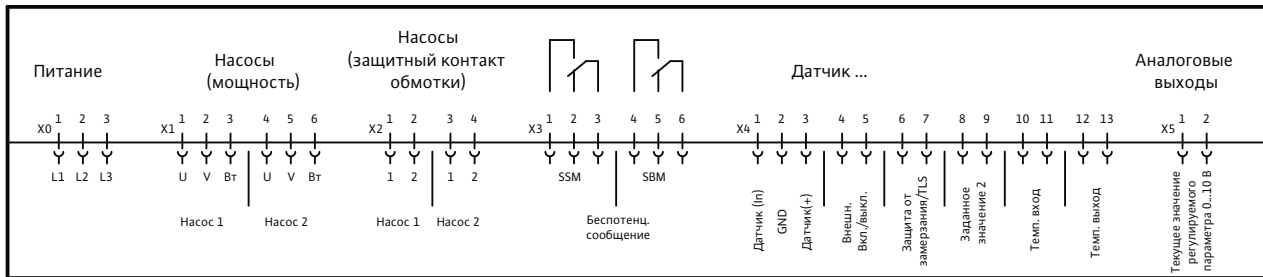 Питание
Насосы
(мощность)
Насосы
(защитный контакт
обмотки)
Датчик ...
Аналоговые
выходы
X0 1 2 3
X1 1 2 3 4 5 6
X2 1 2 3 4
X3 1 2 3 4 5 6
X4 1 2 3 4 5 6 7 8 9 10 11 12 13
X5 1 2
L1 L2 L3
U V Вт U V Вт
Насос 1 Насос 2
1 2 1 2
Насос 1 Насос 2
SSM SBM
Беспотенц.
сообщение
Датчик (In)
GND
Датчик(+)
Внешн.
Вкл./выкл.
Защита от
замерзания/TLS
Заданное
значение 2
Темп. вход
Темп. выход
Текущее значение
регулируемого
параметра 0...10 В